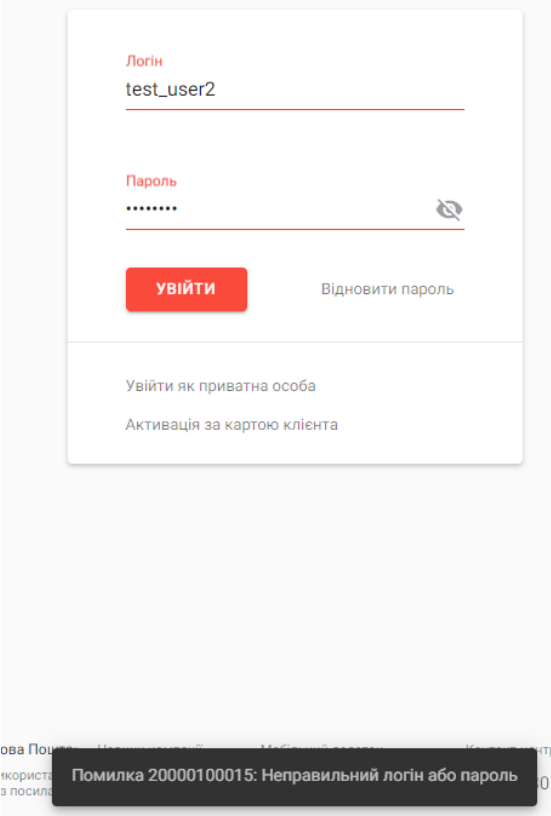 Логін
test_user2
Пароль
••••••••
УВІЙТИ
Відновити пароль
Увійти як приватна особа
Активація за картою клієнта
Помилка 20000100015: Неправильний логін або пароль